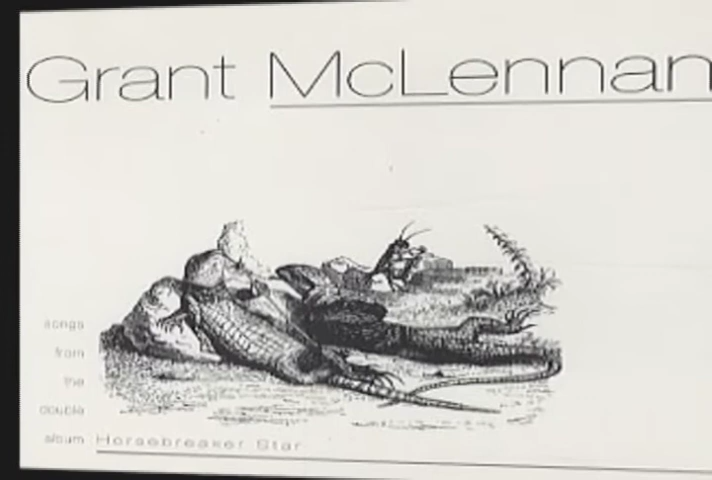 Grant McLennan
songs
from
the
double
album Horsebreaker Star